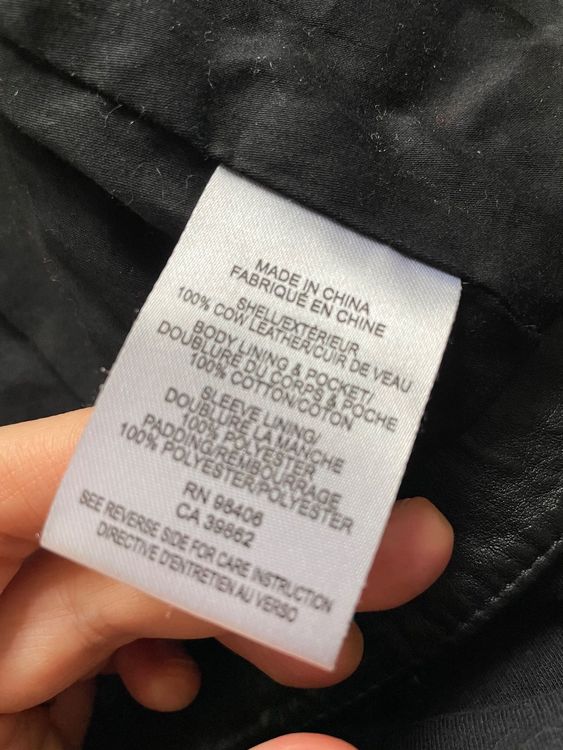 MADE IN CHINA
FABRIQUÉ EN CHINE
SHELL/EXTÉRIEUR
100% COW LEATHER/CUIR DE VEAU
BODY LINING & POCKET/
DOUBLURE DU CORPS & POCHE
100% COTTON/COTON
SLEEVE LINING/
DOUBLURE LA MANCHE
100% POLYESTER
PADDING/REMBOURRAGE
100% POLYESTER/POLYESTER
RN 98406
CA 39662
SEE REVERSE SIDE FOR CARE INSTRUCTION
DIRECTIVE D'ENTRETIEN AU VERSO